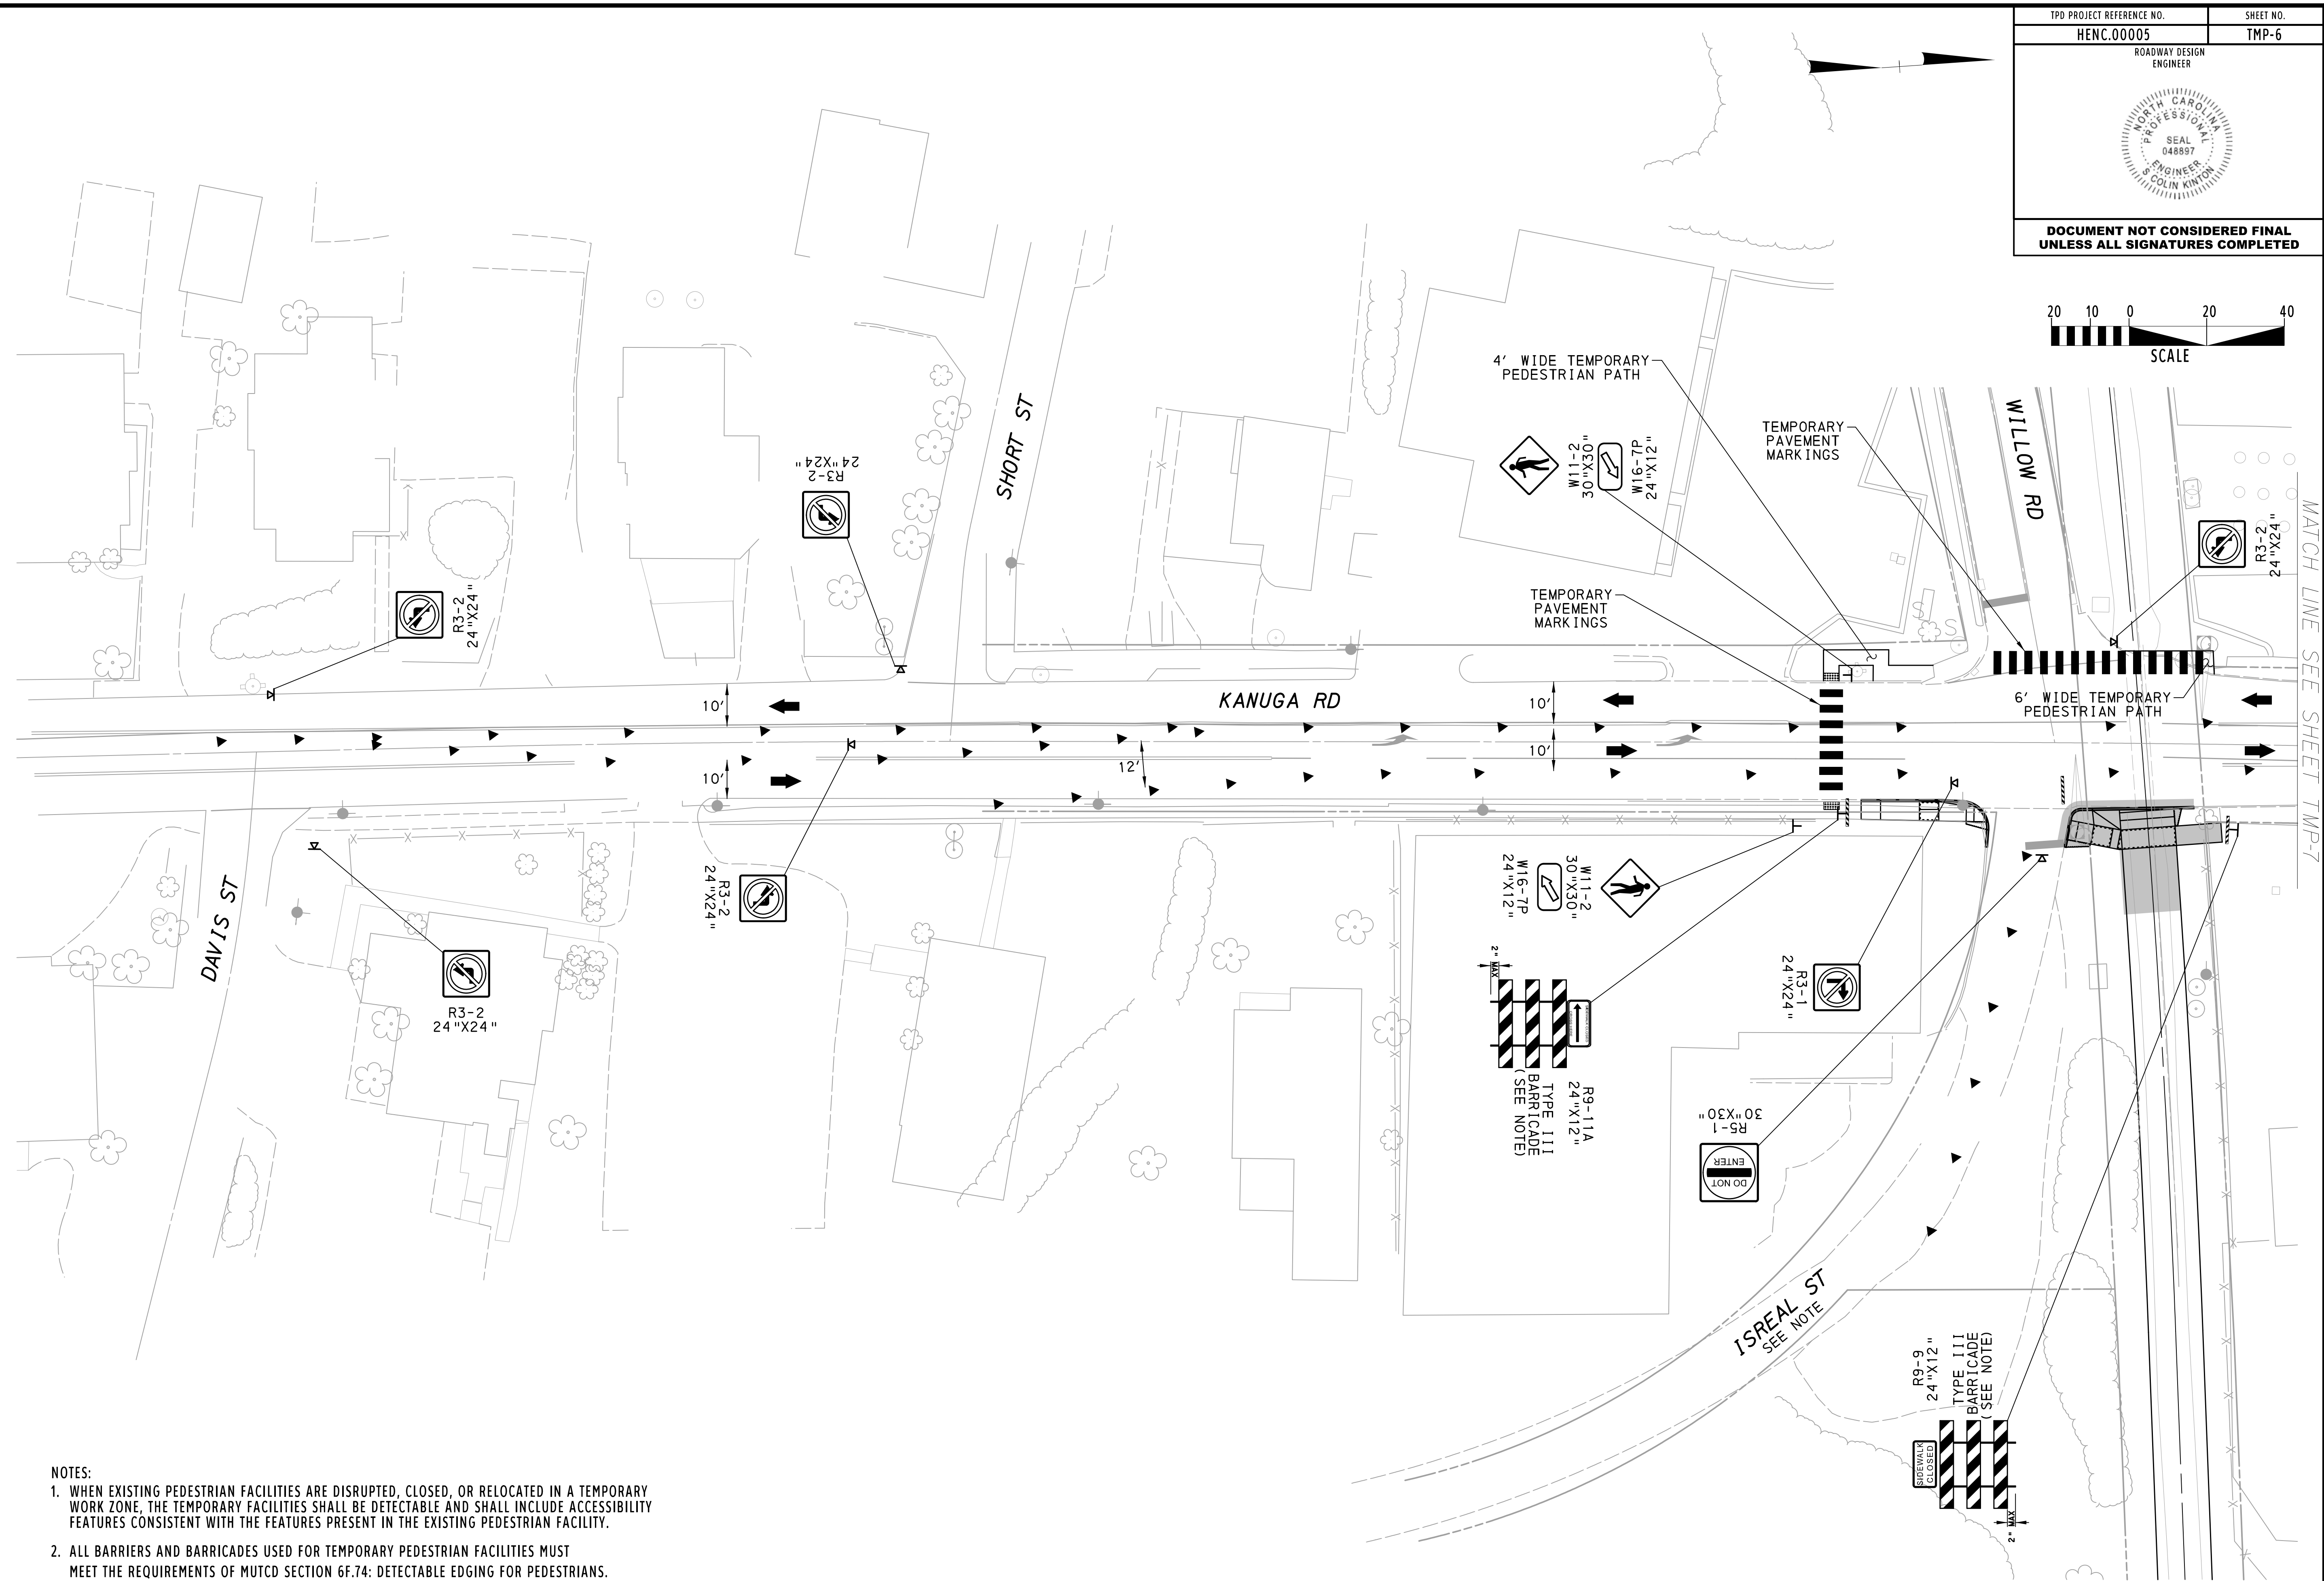 TPD PROJECT REFERENCE NO.
SHEET NO.
HENC.00005
TMP-6
ROADWAY DESIGN
ENGINEER
NORTH CAROLINA
PROFESSIONAL
SEAL
048897
ENGINEER
S COLIN KINTON
DOCUMENT NOT CONSIDERED FINAL
UNLESS ALL SIGNATURES COMPLETED
20 10 0 20 40
SCALE
4' WIDE TEMPORARY
PEDESTRIAN PATH
TEMPORARY
PAVEMENT
MARKINGS
WILLOW RD
W11-2
30"X30"
W16-7P
24"X12"
SHORT ST
R3-2
24"X24"
R3-2
24"X24"
R3-2
24"X24"
MATCH LINE SEE SHEET TMP-7
TEMPORARY
PAVEMENT
MARKINGS
S
S
10'
KANUGA RD
10'
6' WIDE TEMPORARY
PEDESTRIAN PATH
10'
12'
10'
DAVIS ST
R3-2
24"X24"
R3-2
24"X24"
W11-2
30"X30"
W16-7P
24"X12"
R3-1
24"X24"
2" MAX
R9-11A
24"X12"
TYPE III
BARRICADE
(SEE NOTE)
R5-1
30"X30"
DO NOT
ENTER
ISREAL ST
SEE NOTE
R9-9
24"X12"
TYPE III
BARRICADE
(SEE NOTE)
SIDEWALK
CLOSED
2" MAX
NOTES:
1. WHEN EXISTING PEDESTRIAN FACILITIES ARE DISRUPTED, CLOSED, OR RELOCATED IN A TEMPORARY
WORK ZONE, THE TEMPORARY FACILITIES SHALL BE DETECTABLE AND SHALL INCLUDE ACCESSIBILITY
FEATURES CONSISTENT WITH THE FEATURES PRESENT IN THE EXISTING PEDESTRIAN FACILITY.
2. ALL BARRIERS AND BARRICADES USED FOR TEMPORARY PEDESTRIAN FACILITIES MUST
MEET THE REQUIREMENTS OF MUTCD SECTION 6F.74: DETECTABLE EDGING FOR PEDESTRIANS.